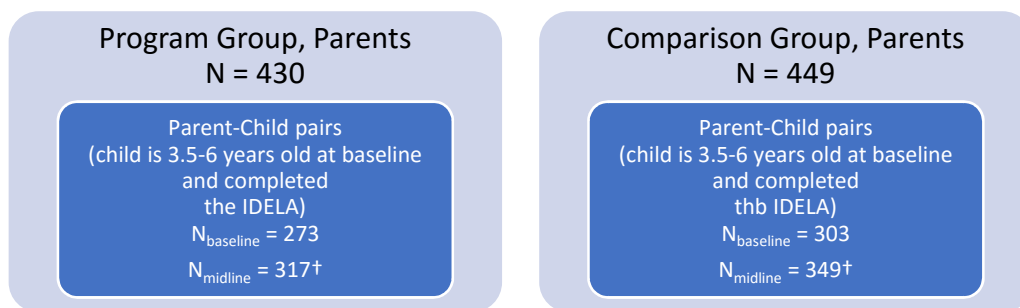 Program Group, Parents
N = 430
Parent-Child pairs
(child is 3.5-6 years old at baseline
and completed
the IDELA)
Nbaseline = 273
Nmidline = 317†
Comparison Group, Parents
N = 449
Parent-Child pairs
(child is 3.5-6 years old at baseline
and completed
thb IDELA)
Nbaseline = 303
Nmidline = 349†